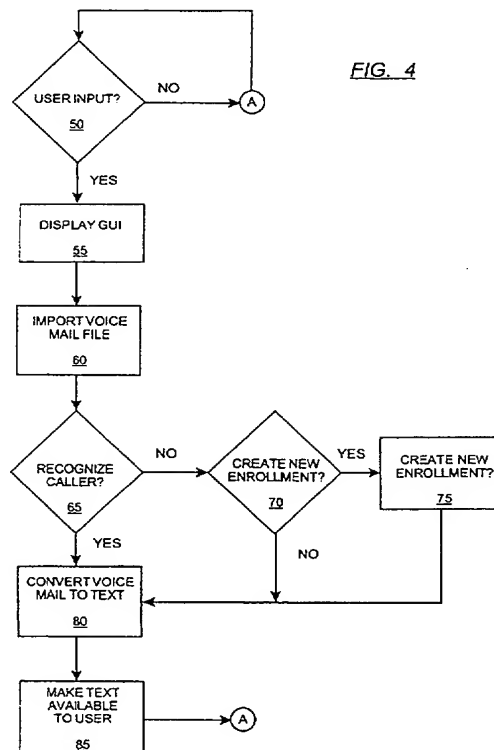 FIG. 4
USER INPUT?
50
NO
A
YES
DISPLAY GUI
55
IMPORT VOICE
MAIL FILE
60
RECOGNIZE
CALLER?
65
NO
CREATE NEW
ENROLLMENT?
70
YES
CREATE NEW
ENROLLMENT?
75
YES
NO
CONVERT VOICE
MAIL TO TEXT
80
MAKE TEXT
AVAILABLE
TO USER
85
A